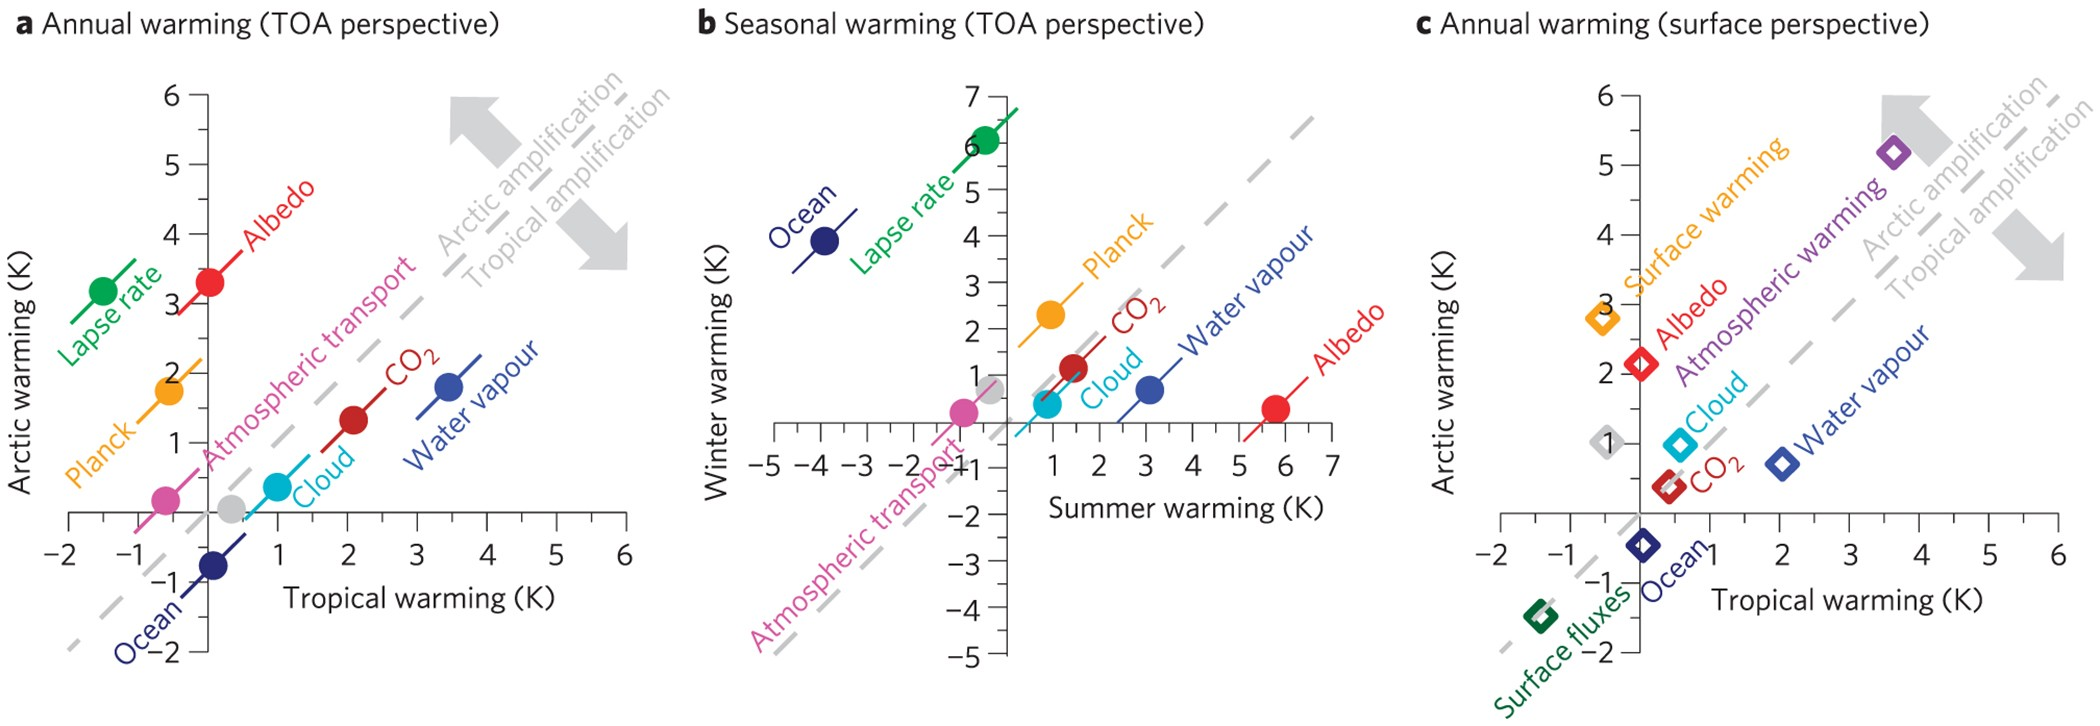 a Annual warming (TOA perspective)
6
5
4
3
2
1
−1
−2
−2
−1
1
2
3
4
5
6
Arctic warming (K)
Tropical warming (K)
Arctic amplification
Tropical amplification
Albedo
Lapse rate
Planck
Atmospheric transport
CO2
Water vapour
Cloud
Ocean
b Seasonal warming (TOA perspective)
7
6
5
4
3
2
1
−1
−2
−3
−4
−5
−5
−4
−3
−2
−1
1
2
3
4
5
6
7
Winter warming (K)
Summer warming (K)
Ocean
Lapse rate
Planck
CO2
Cloud
Water vapour
Albedo
Atmospheric transport
c Annual warming (surface perspective)
6
5
4
3
2
1
−1
−2
−2
−1
1
2
3
4
5
6
Arctic warming (K)
Tropical warming (K)
Arctic amplification
Tropical amplification
Surface warming
Albedo
Atmospheric warming
Cloud
CO2
Water vapour
Ocean
Surface fluxes